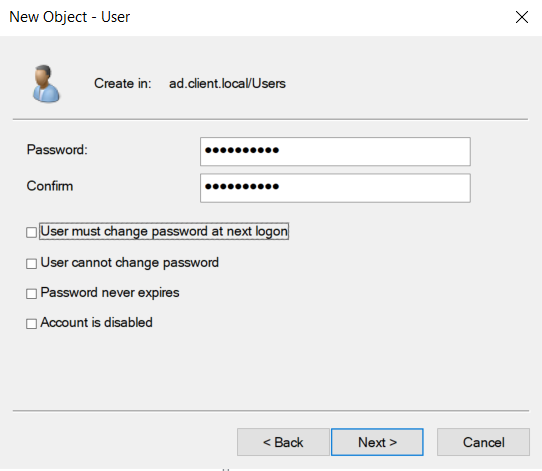 New Object - User
Create in: ad.client.local/Users
Password: ●●●●●●●●●●
Confirm ●●●●●●●●●●
User must change password at next logon
User cannot change password
Password never expires
Account is disabled
< Back Next > Cancel